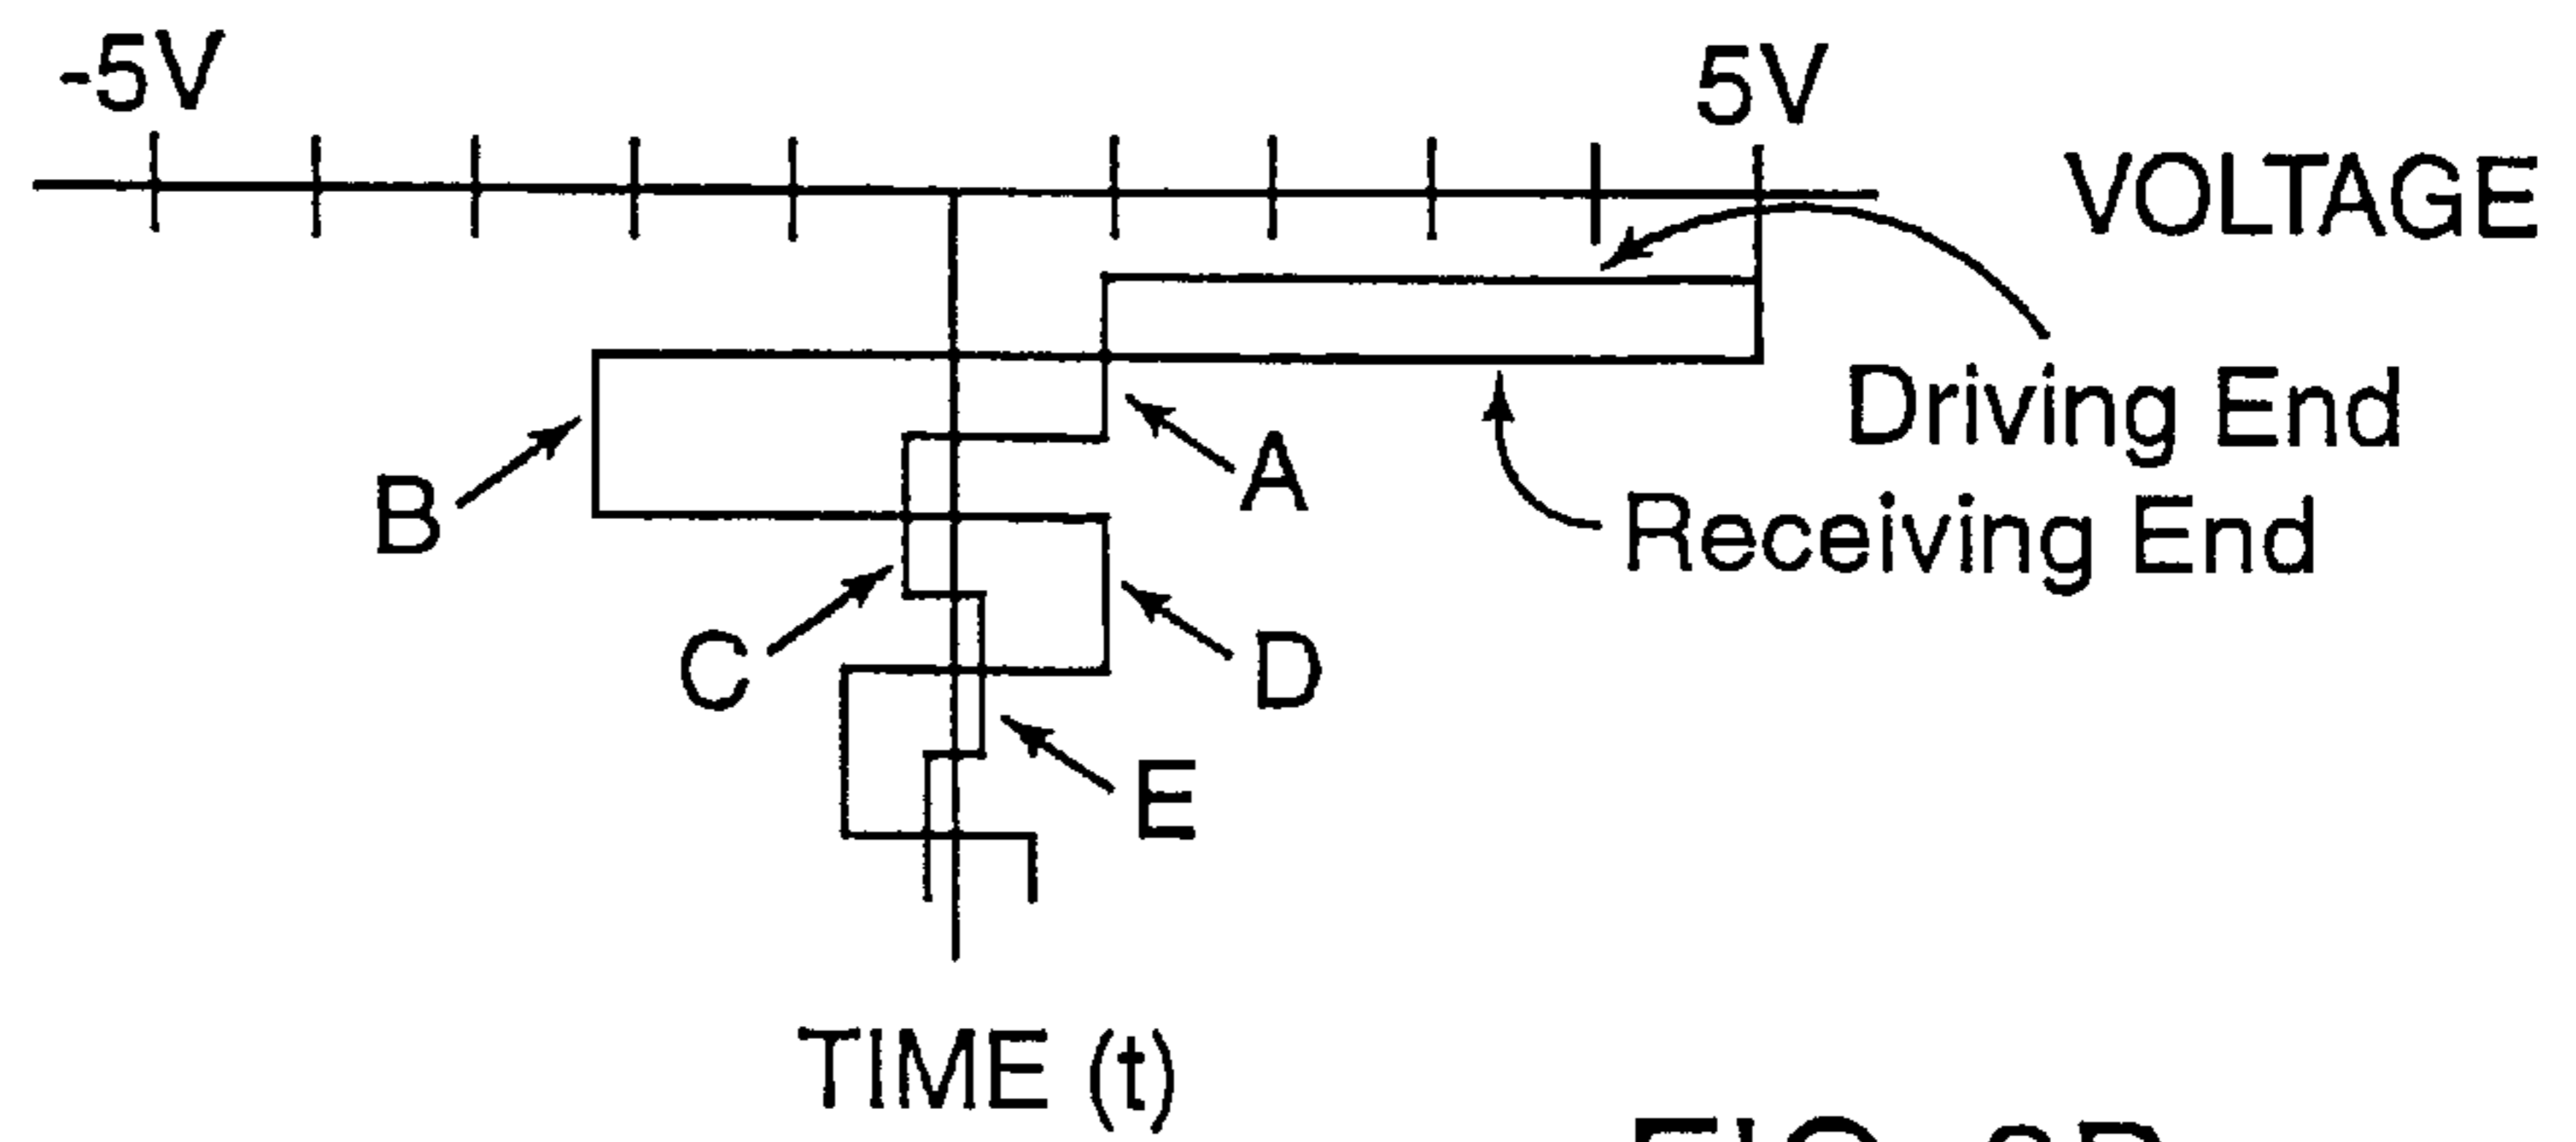 -5V
5V
VOLTAGE
Driving End
Receiving End
A
B
C
D
E
TIME (t)